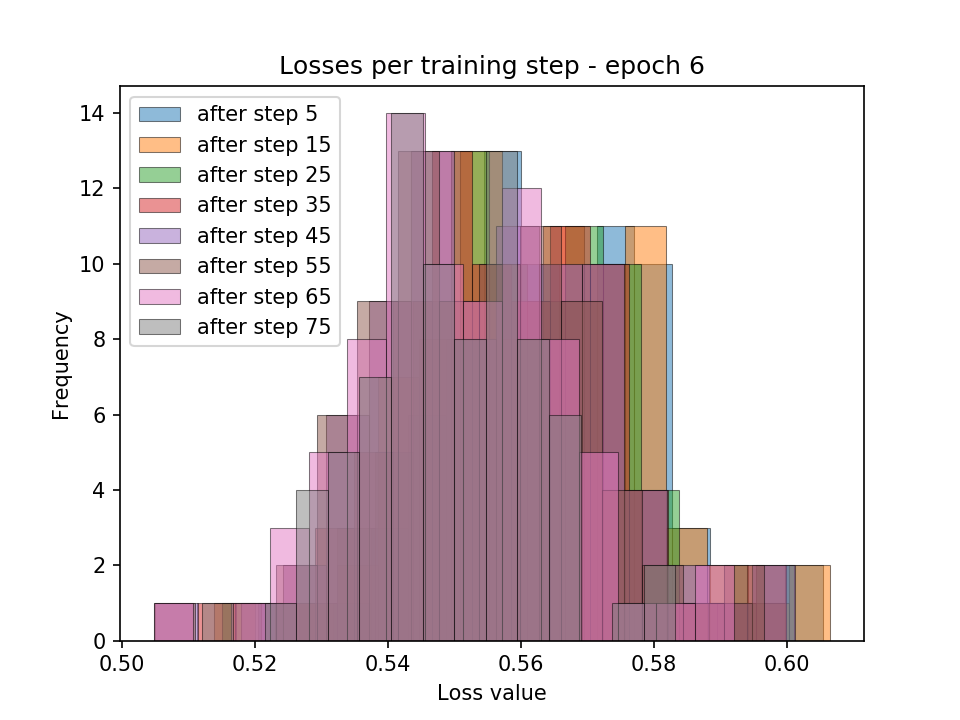 Losses per training step - epoch 6
14
12
10
8
6
4
2
0
Frequency
after step 5
after step 15
after step 25
after step 35
after step 45
after step 55
after step 65
after step 75
0.50 0.52 0.54 0.56 0.58 0.60
Loss value